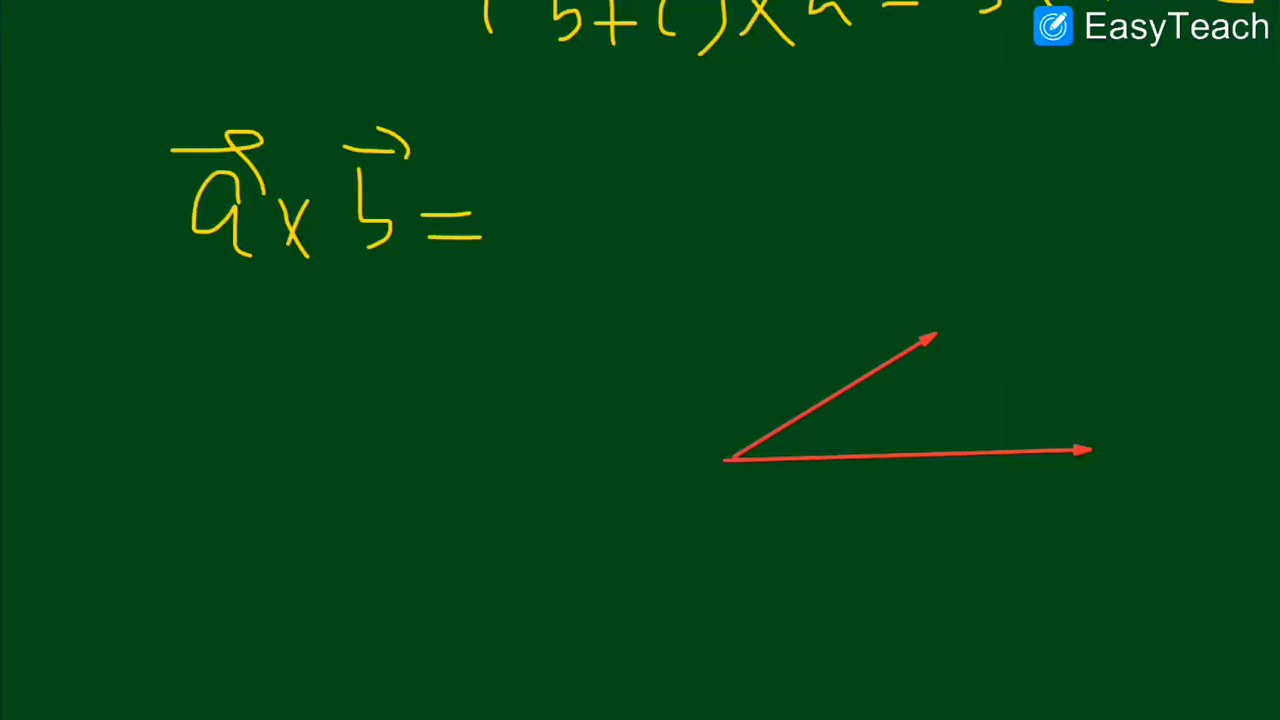 (b+c)×a=
EasyTeach
a⃗ × b⃗ =